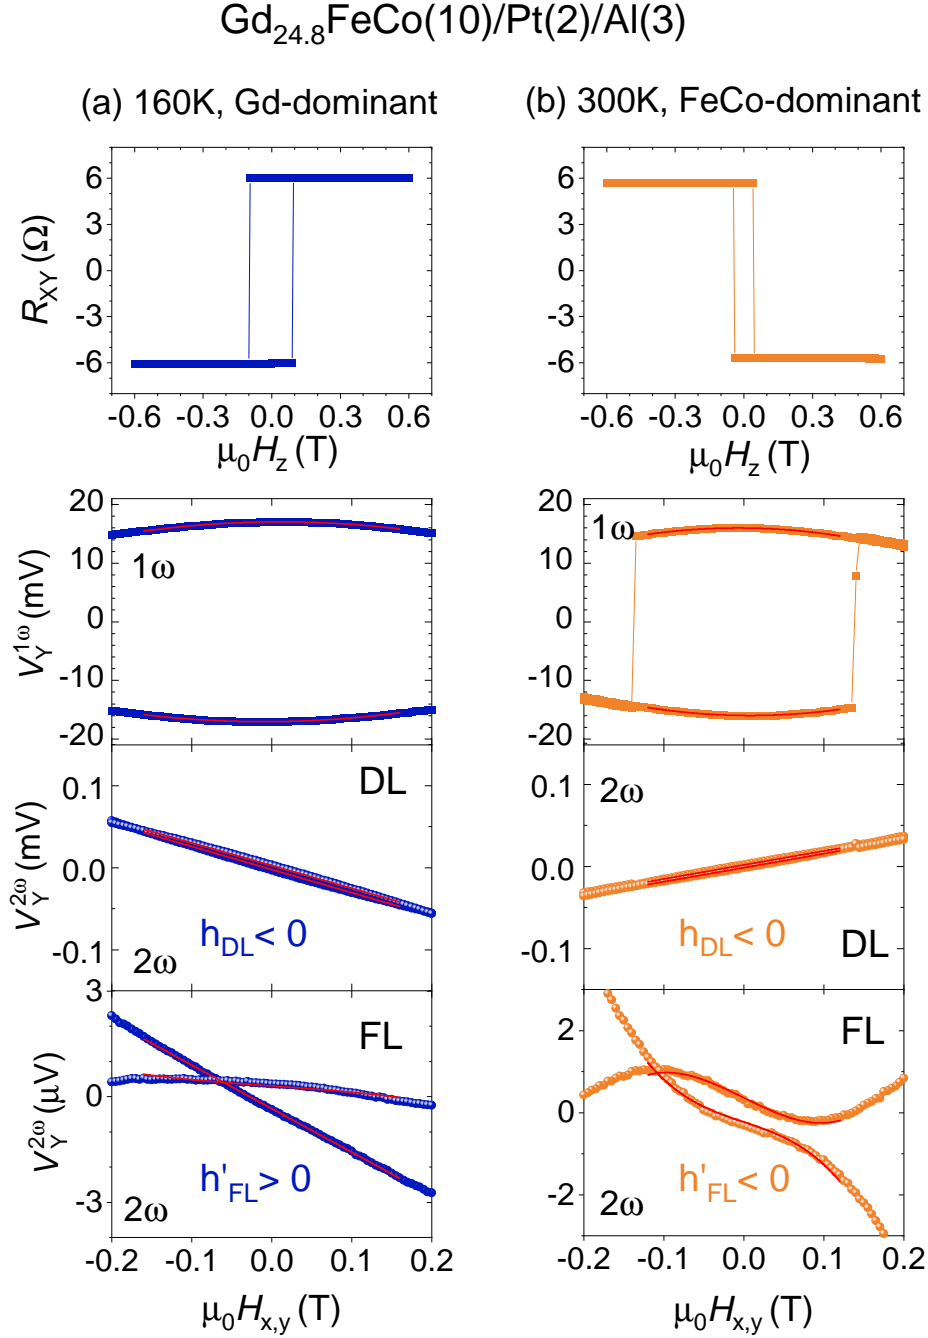 Gd24.8FeCo(10)/Pt(2)/Al(3)
(a) 160K, Gd-dominant
(b) 300K, FeCo-dominant
RXY (Ω)
6
3
0
-3
-6
-0.6 -0.3 0.0 0.3 0.6
μ0Hz (T)
6
3
0
-3
-6
-0.6 -0.3 0.0 0.3 0.6
μ0Hz (T)
VY1ω (mV)
20
10
0
-10
-20
1ω
20
10
0
-10
-20
1ω
VY2ω (mV)
0.1
0.0
-0.1
DL
hDL< 0
2ω
0.1
0.0
-0.1
2ω
hDL< 0
DL
VY2ω (μV)
3
0
-3
FL
h'FL> 0
2ω
-0.2 -0.1 0.0 0.1 0.2
μ0Hx,y (T)
2
0
-2
FL
h'FL< 0
2ω
-0.2 -0.1 0.0 0.1 0.2
μ0Hx,y (T)